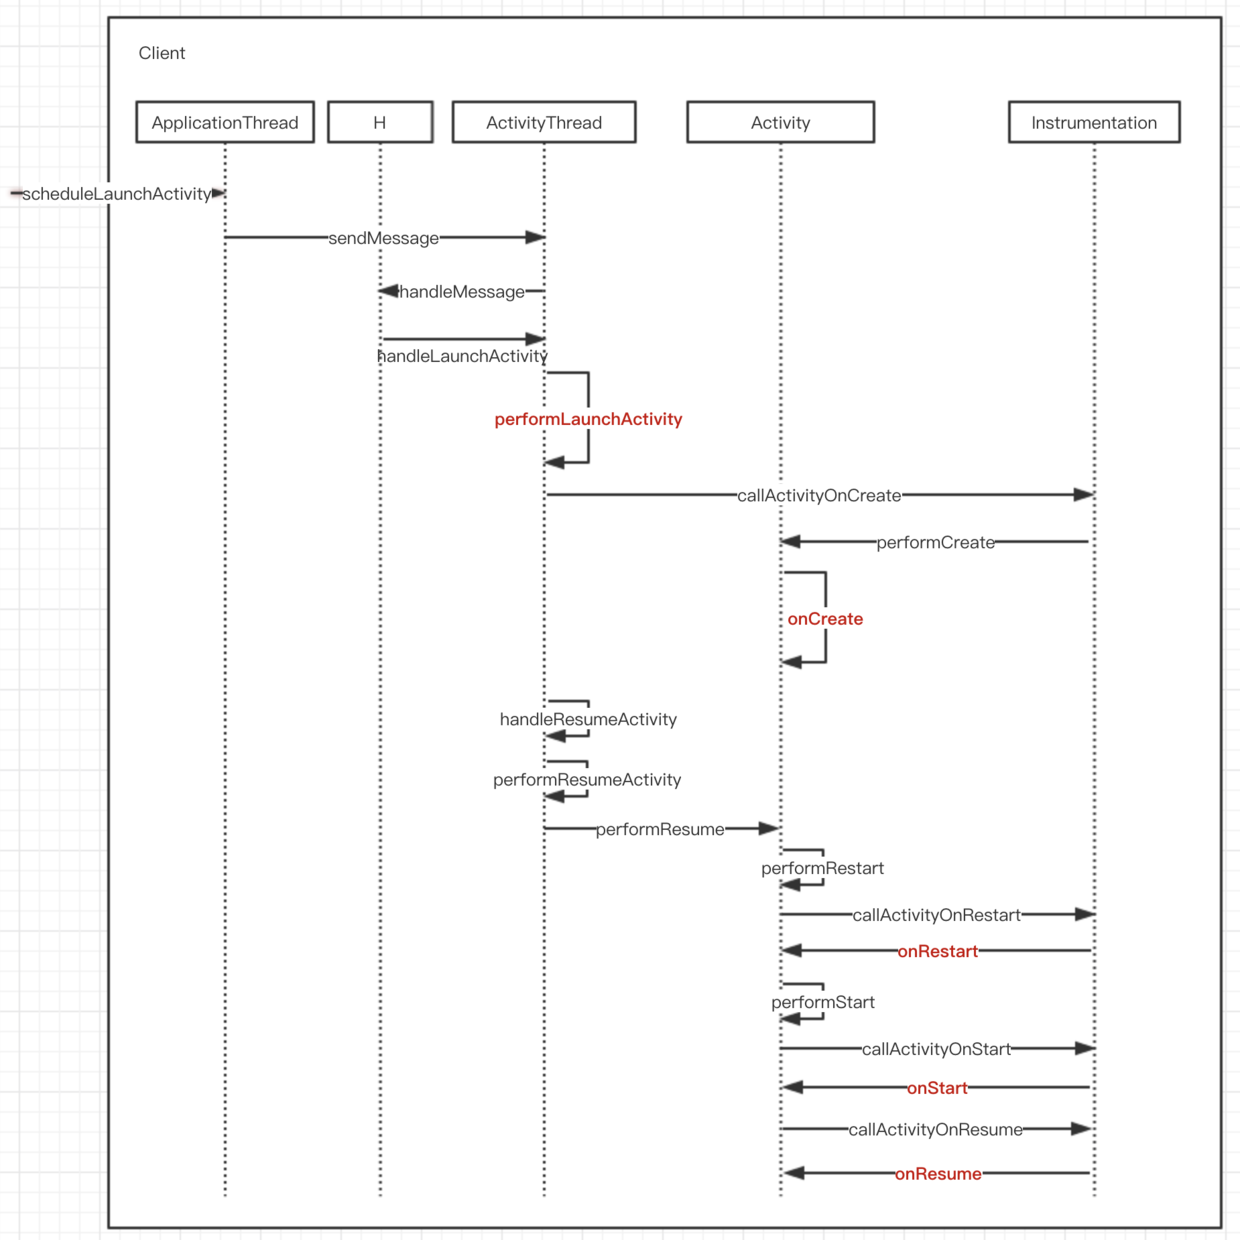 Client
ApplicationThread
H
ActivityThread
Activity
Instrumentation
scheduleLaunchActivity
sendMessage
handleMessage
handleLaunchActivity
performLaunchActivity
callActivityOnCreate
performCreate
onCreate
handleResumeActivity
performResumeActivity
performResume
performRestart
callActivityOnRestart
onRestart
performStart
callActivityOnStart
onStart
callActivityOnResume
onResume